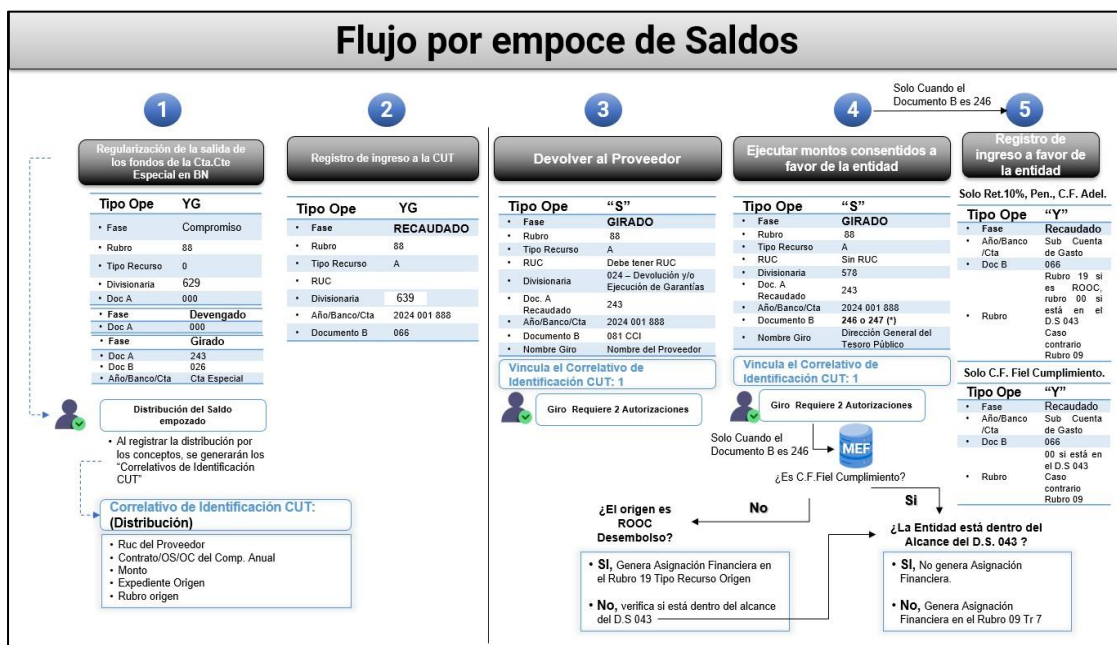 Flujo por empoce de Saldos
1
Regularización de la salida de
los fondos de la Cta.Cte
Especial en BN
Tipo Ope YG
• Fase Compromiso
• Rubro 88
• Tipo Recurso 0
• Divisionaria 629
• Doc A 000
• Fase Devengado
• Doc A 000
• Fase Girado
• Doc A 243
• Doc B 026
• Año/Banco/Cta Cta Especial
Distribución del Saldo
empozado
• Al registrar la distribución por
los conceptos, se generarán los
“Correlativos de Identificación
CUT”
Correlativo de Identificación CUT:
(Distribución)
• Ruc del Proveedor
• Contrato/OS/OC del Comp. Anual
• Monto
• Expediente Origen
• Rubro origen
2
Registro de ingreso a la CUT
Tipo Ope YG
• Fase RECAUDADO
• Rubro 88
• Tipo Recurso A
• RUC
• Divisionaria 639
• Año/Banco/Cta 2024 001 888
• Documento B 066
3
Devolver al Proveedor
Tipo Ope “S”
• Fase GIRADO
• Rubro 88
• Tipo Recurso A
• RUC Debe tener RUC
• Divisionaria 024 – Devolución y/o
Ejecución de Garantías
• Doc. A
Recaudado 243
• Año/Banco/Cta 2024 001 888
• Documento B 081 CCI
• Nombre Giro Nombre del Proveedor
Vincula el Correlativo de
Identificación CUT: 1
Giro Requiere 2 Autorizaciones
4
Solo Cuando el
Documento B es 246
Ejecutar montos consentidos a
favor de la entidad
Tipo Ope “S”
• Fase GIRADO
• Rubro 88
• Tipo Recurso A
• RUC Sin RUC
• Divisionaria 578
• Doc. A
Recaudado 243
• Año/Banco/Cta 2024 001 888
• Documento B 246 o 247 (*)
• Nombre Giro Dirección General del
Tesoro Público
Vincula el Correlativo de
Identificación CUT: 1
Giro Requiere 2 Autorizaciones
Solo Cuando el
Documento B es 246
MEF
¿Es C.F.Fiel Cumplimiento?
No
Si
¿El origen es
ROOC
Desembolso?
• SI, Genera Asignación Financiera en
el Rubro 19 Tipo Recurso Origen
• No, verifica si está dentro del alcance
del D.S 043
¿La Entidad está dentro del
Alcance del D.S. 043 ?
• SI, No genera Asignación
Financiera.
• No, Genera Asignación
Financiera en el Rubro 09 Tr 7
5
Registro de
ingreso a favor de
la entidad
Solo Ret.10%, Pen., C.F. Adel.
Tipo Ope “Y”
• Fase Recaudado
• Año/Banco Sub Cuenta
/Cta de Gasto
• Doc B 066
Rubro 19 si
es ROOC,
rubro 00 si
está en el
• Rubro D.S 043
Caso
contrario
Rubro 09
Solo C.F. Fiel Cumplimiento.
Tipo Ope “Y”
• Fase Recaudado
• Año/Banco Sub Cuenta
/Cta de Gasto
• Doc B 066
00 si está en
el D.S 043
• Rubro Caso
contrario
Rubro 09